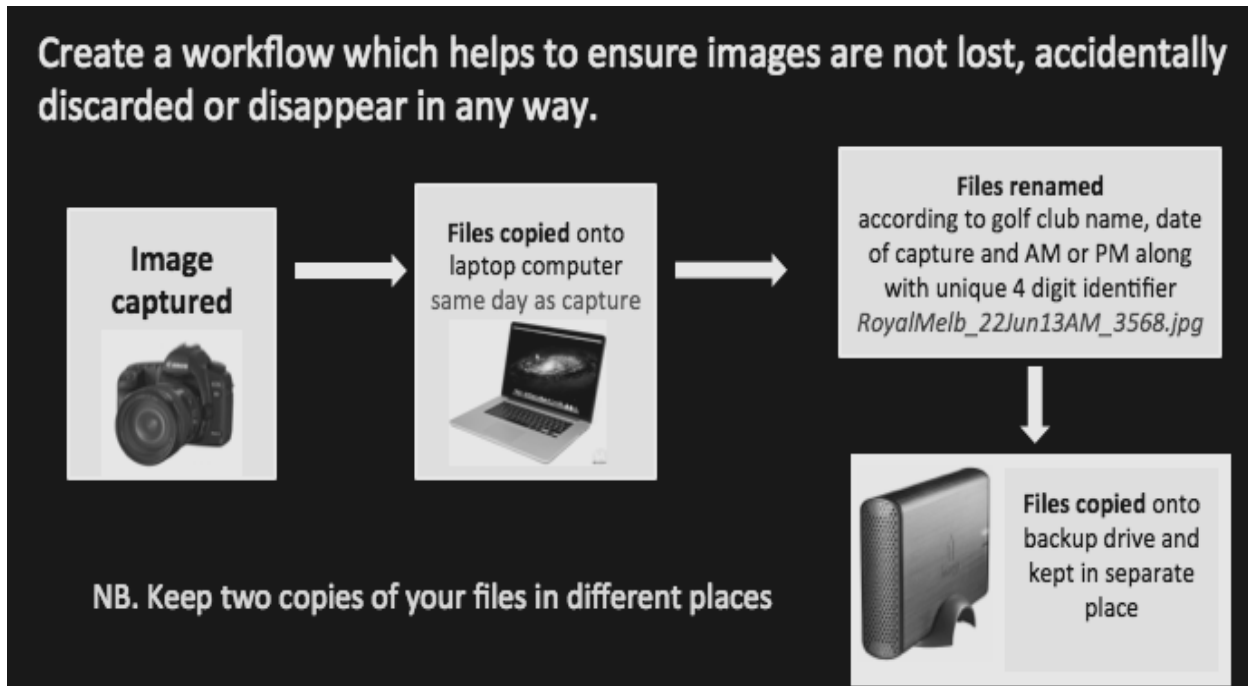 Create a workflow which helps to ensure images are not lost, accidentally
discarded or disappear in any way.
Image
captured
Files copied onto
laptop computer
same day as capture
Files renamed
according to golf club name, date
of capture and AM or PM along
with unique 4 digit identifier
RoyalMelb_22Jun13AM_3568.jpg
Files copied onto
backup drive and
kept in separate
place
NB. Keep two copies of your files in different places